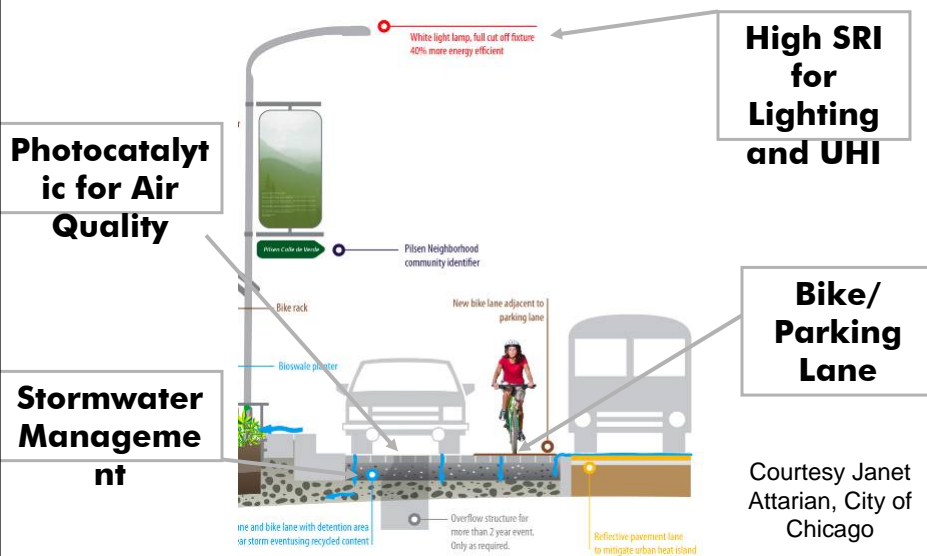 White light lamp, full cut off fixture
40% more energy efficient
High SRI
for
Lighting
and UHI
Photocatalyt
ic for Air
Quality
Pilsen Calle de Verde
Pilsen Neighborhood
community identifier
Bike rack
New bike lane adjacent to
parking lane
Bike/
Parking
Lane
Bioswale planter
Stormwater
Manageme
nt
and bike lane with detention area
storm event using recycled content
Overflow structure for
more than 2 year event.
Only as required.
Reflective pavement lane
to mitigate urban heat island
Courtesy Janet
Attarian, City of
Chicago